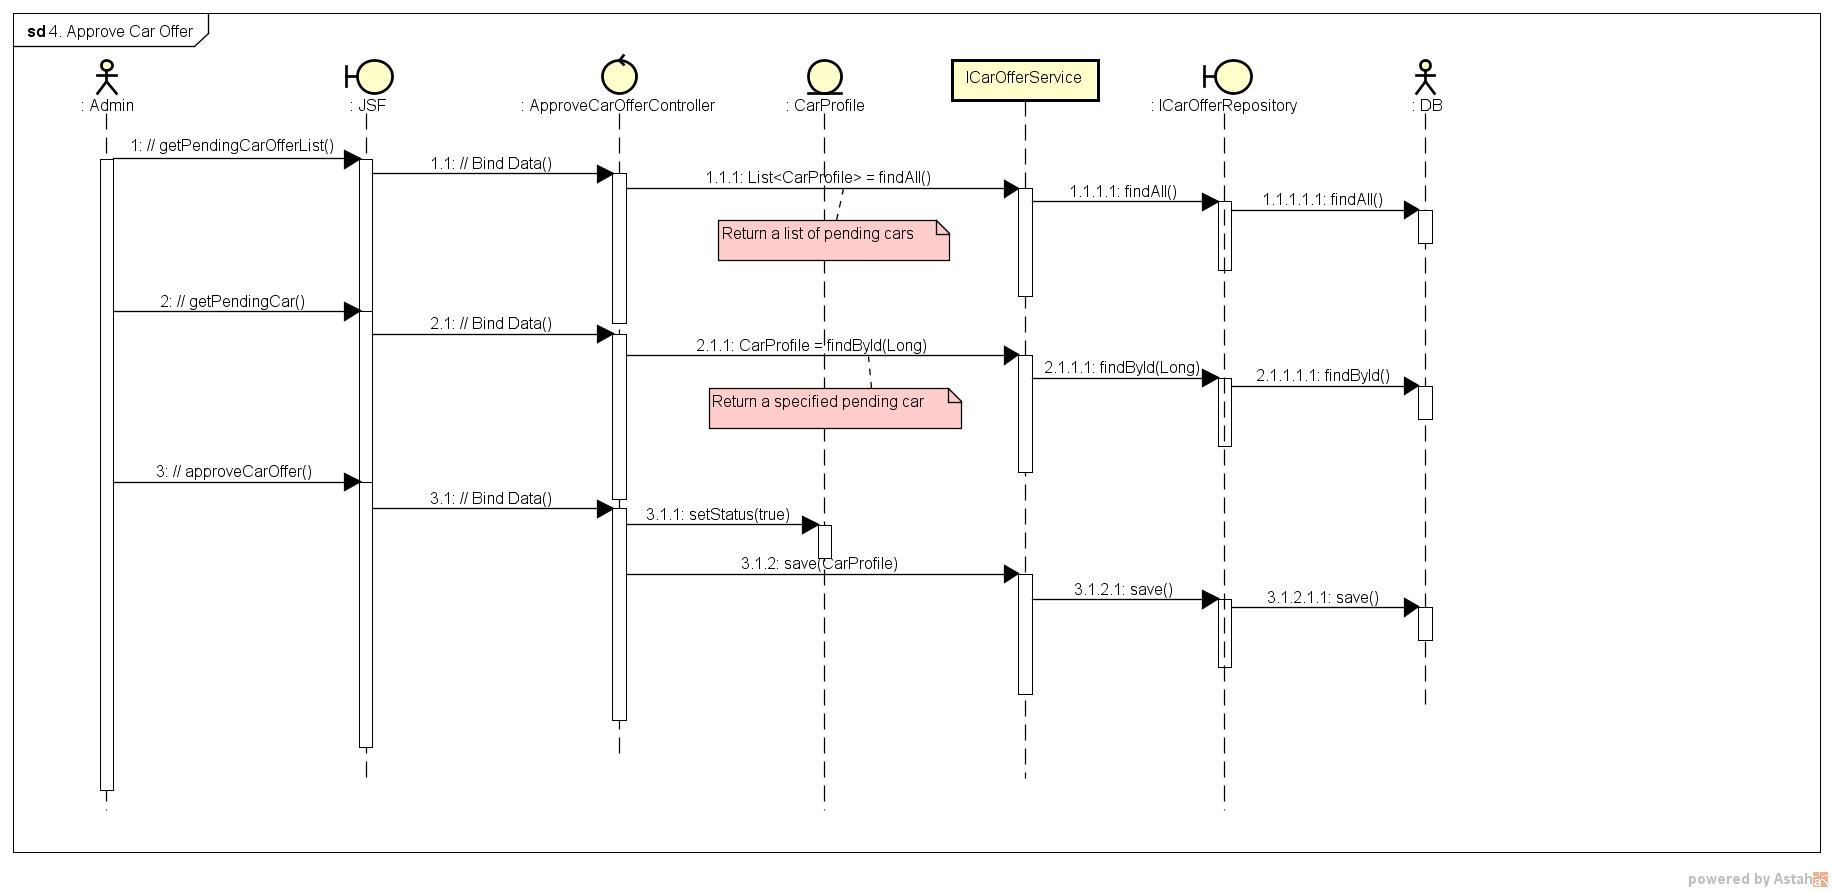 sd 4. Approve Car Offer
: Admin
: JSF
: ApproveCarOfferController
: CarProfile
ICarOfferService
: ICarOfferRepository
: DB
1: // getPendingCarOfferList()
1.1: // Bind Data()
1.1.1: List<CarProfile> = findAll()
1.1.1.1: findAll()
1.1.1.1.1: findAll()
Return a list of pending cars
2: // getPendingCar()
2.1: // Bind Data()
2.1.1: CarProfile = findById(Long)
2.1.1.1: findById(Long)
2.1.1.1.1: findById()
Return a specified pending car
3: // approveCarOffer()
3.1: // Bind Data()
3.1.1: setStatus(true)
3.1.2: save(CarProfile)
3.1.2.1: save()
3.1.2.1.1: save()
powered by Astah